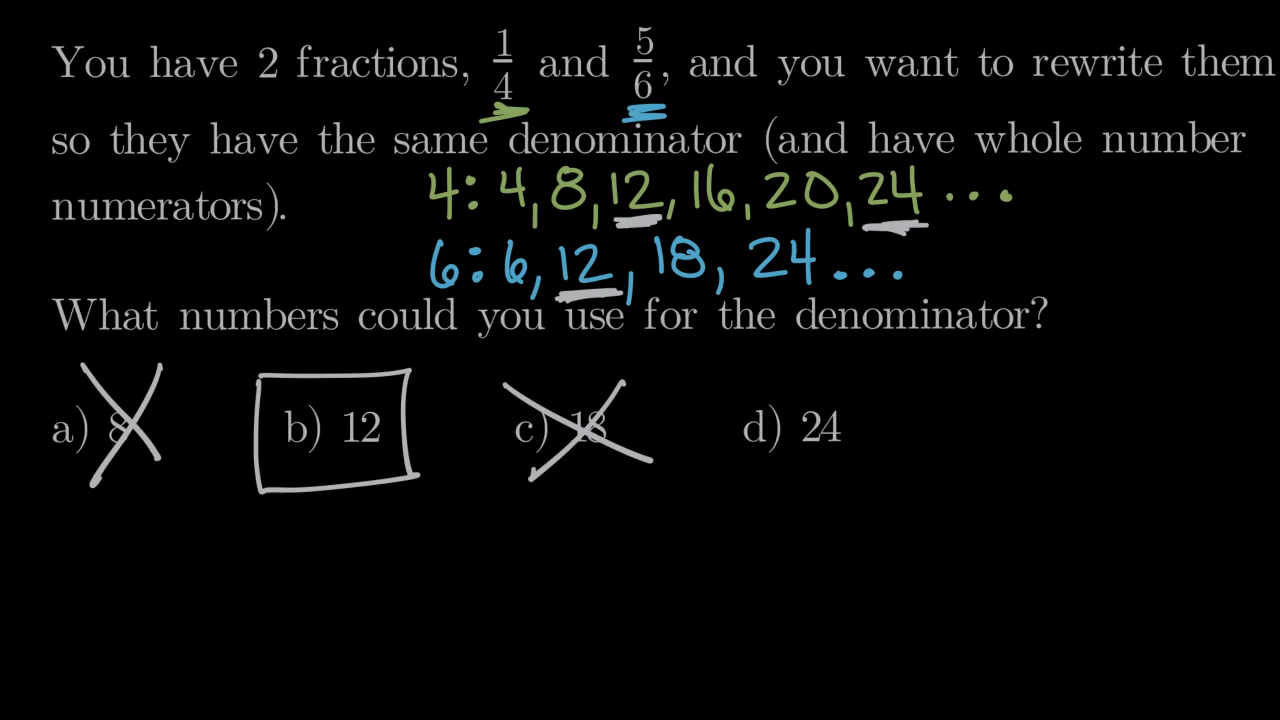 You have 2 fractions, 1/4 and 5/6, and you want to rewrite them
so they have the same denominator (and have whole number
numerators).
4: 4, 8, 12, 16, 20, 24 ...
6: 6, 12, 18, 24 ...
What numbers could you use for the denominator?
a) 8 b) 12 c) 18 d) 24